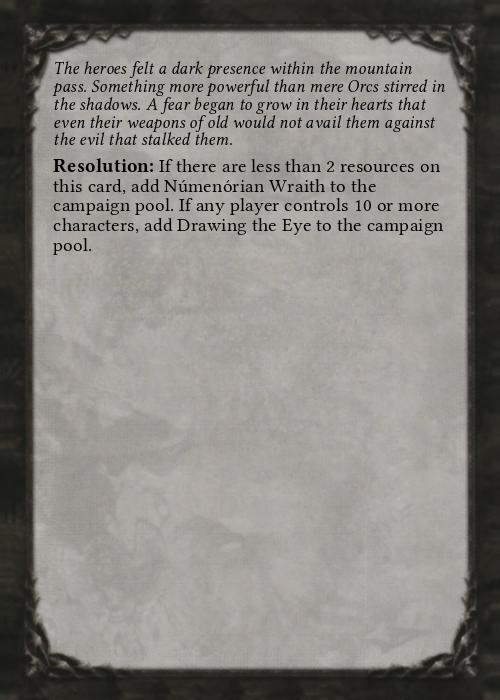 The heroes felt a dark presence within the mountain
pass. Something more powerful than mere Orcs stirred in
the shadows. A fear began to grow in their hearts that
even their weapons of old would not avail them against
the evil that stalked them.
Resolution: If there are less than 2 resources on
this card, add Númenórian Wraith to the
campaign pool. If any player controls 10 or more
characters, add Drawing the Eye to the campaign
pool.